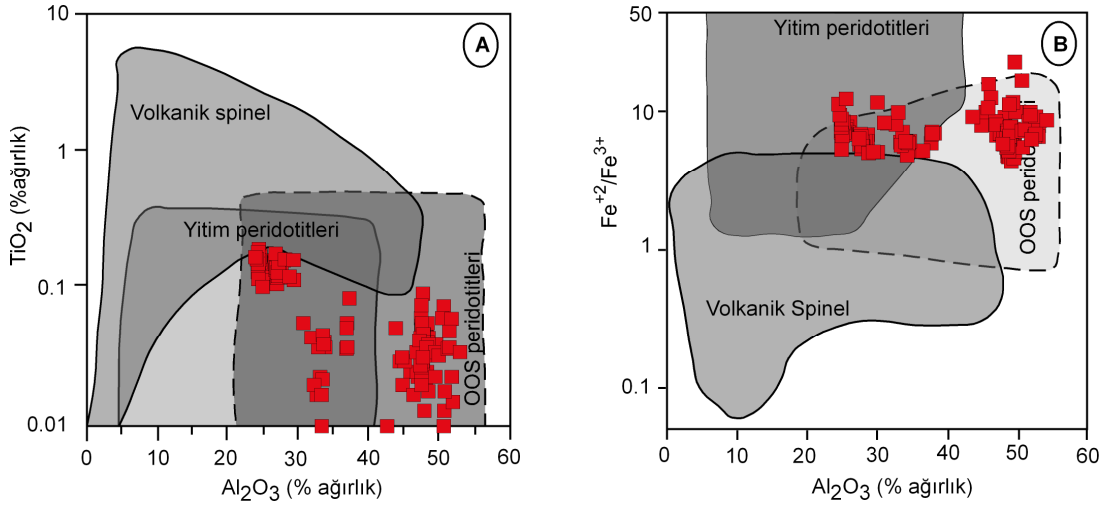 A
10
1
0.1
0.01
TiO2 (%ağırlık)
Volkanik spinel
Yitim peridotitleri
OOS peridotitleri
0
10
20
30
40
50
60
Al2O3 (% ağırlık)
B
50
10
1
0.1
Fe+2/Fe3+
Yitim peridotitleri
OOS peridotitleri
Volkanik Spinel
10
20
30
40
50
60
Al2O3 (% ağırlık)